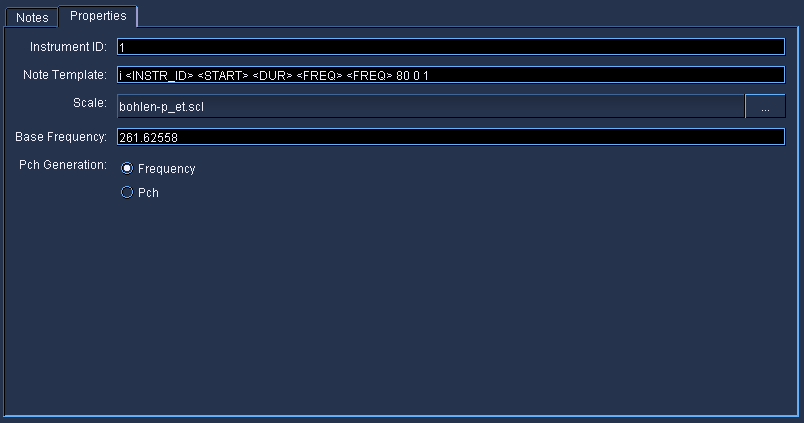 Notes Properties
Instrument ID: 1
Note Template: i <INSTR_ID> <START> <DUR> <FREQ> <FREQ> 80 0 1
Scale: bohlen-p_et.scl ...
Base Frequency: 261.62558
Pch Generation: Frequency
Pch